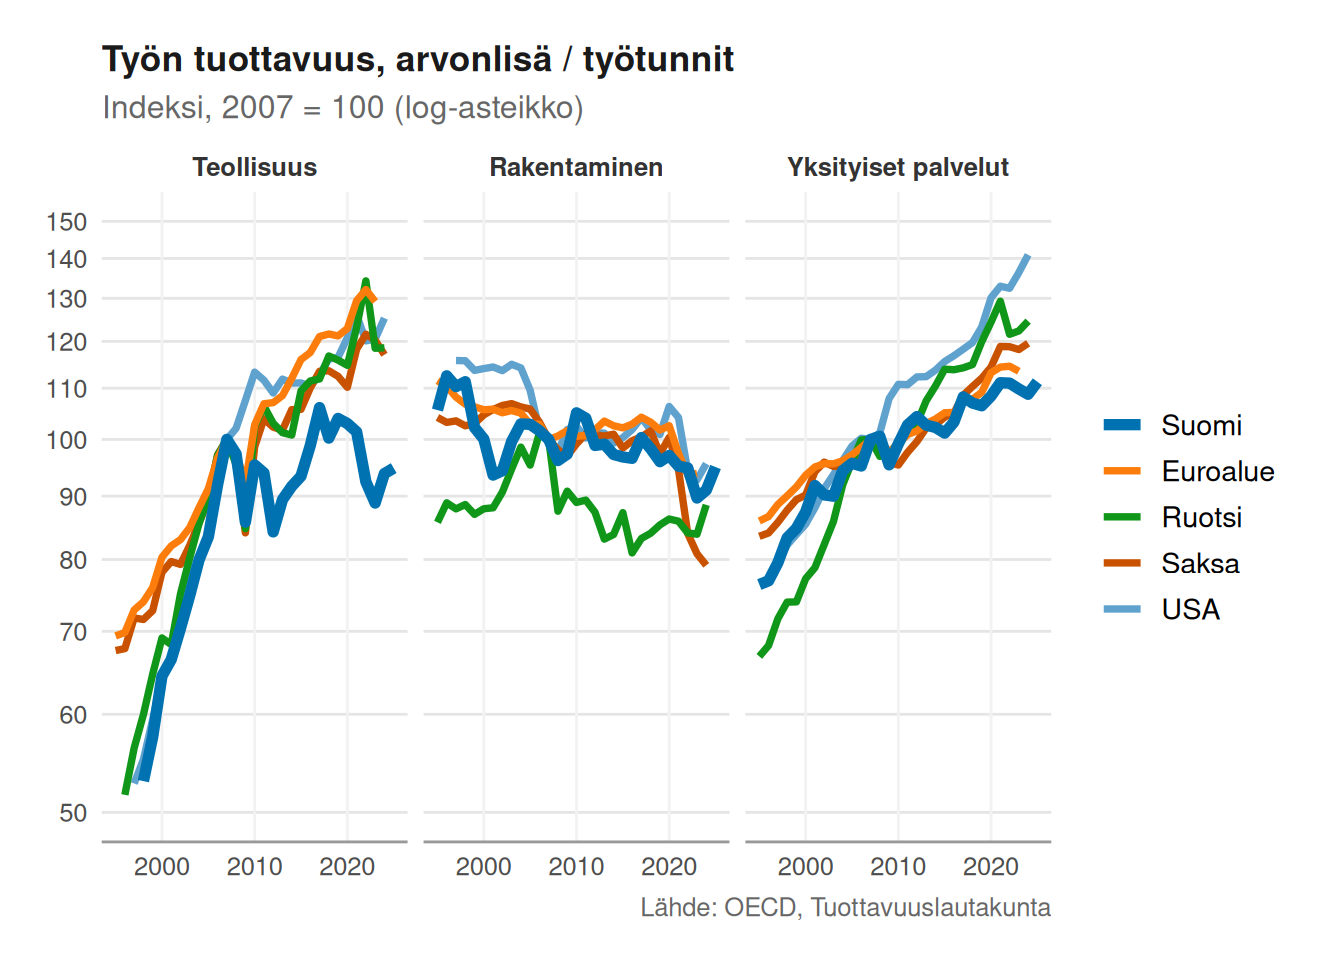 Työn tuottavuus, arvonlisä / työtunnit
Indeksi, 2007 = 100 (log-asteikko)
Teollisuus
Rakentaminen
Yksityiset palvelut
150
140
130
120
110
100
90
80
70
60
50
2000 2010 2020
2000 2010 2020
2000 2010 2020
Suomi
Euroalue
Ruotsi
Saksa
USA
Lähde: OECD, Tuottavuuslautakunta